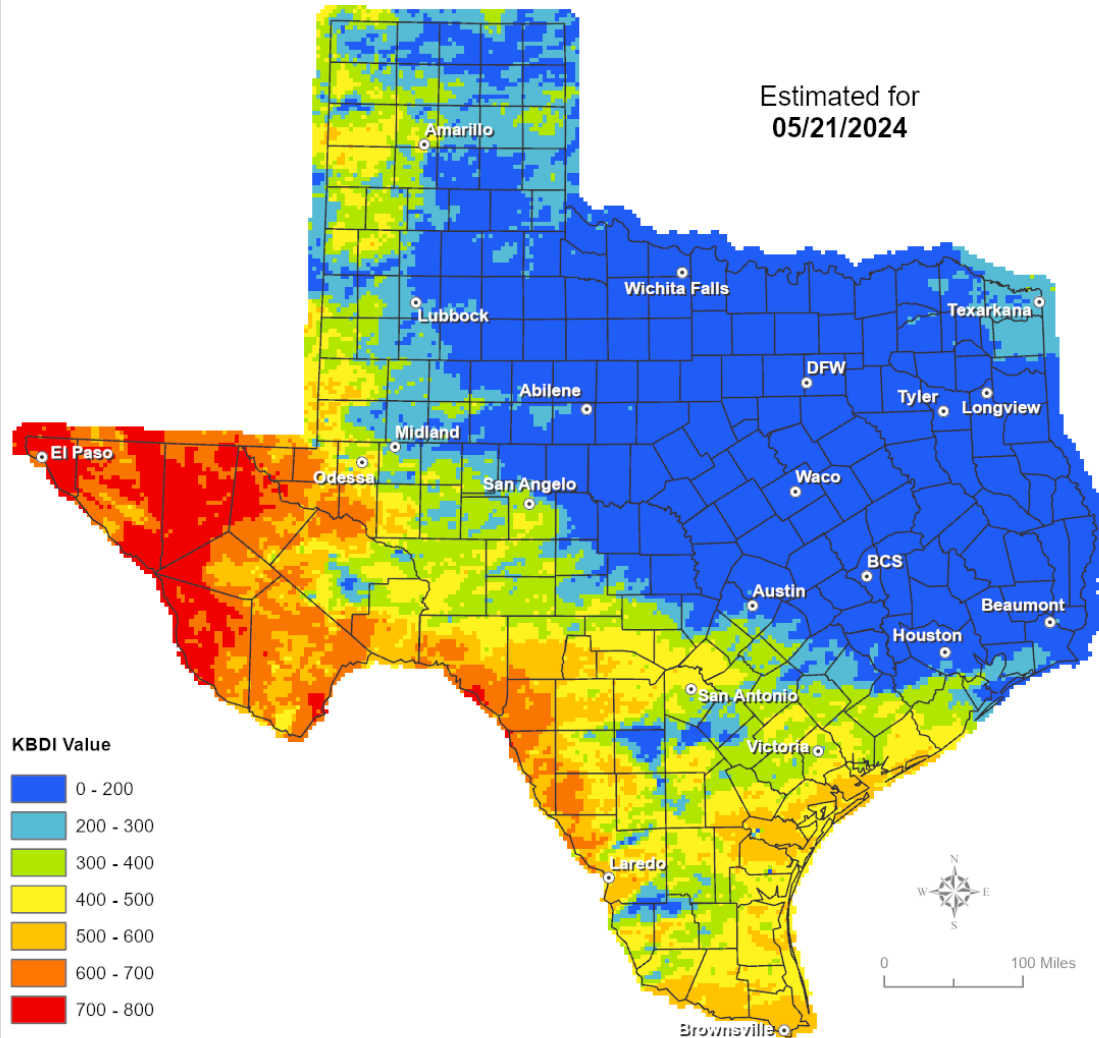 Estimated for
05/21/2024
Amarillo
Wichita Falls
Lubbock
Texarkana
DFW
Abilene
Tyler
Longview
Midland
El Paso
Odessa
San Angelo
Waco
BCS
Austin
Beaumont
Houston
San Antonio
Victoria
Laredo
Brownsville
KBDI Value
0 - 200
200 - 300
300 - 400
400 - 500
500 - 600
600 - 700
700 - 800
N
W E
S
0 100 Miles